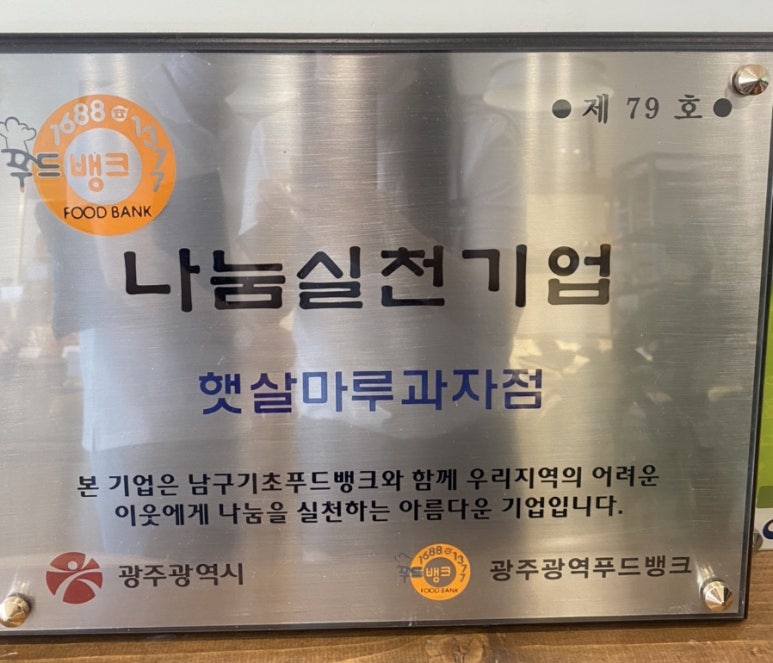 1688 ☎ 1377
푸드뱅크
FOOD BANK
●제 79 호●
나눔실천기업
햇살마루과자점
본 기업은 남구기초푸드뱅크와 함께 우리지역의 어려운
이웃에게 나눔을 실천하는 아름다운 기업입니다.
광주광역시
1688 ☎ 1377
푸드뱅크
FOOD BANK
광주광역푸드뱅크